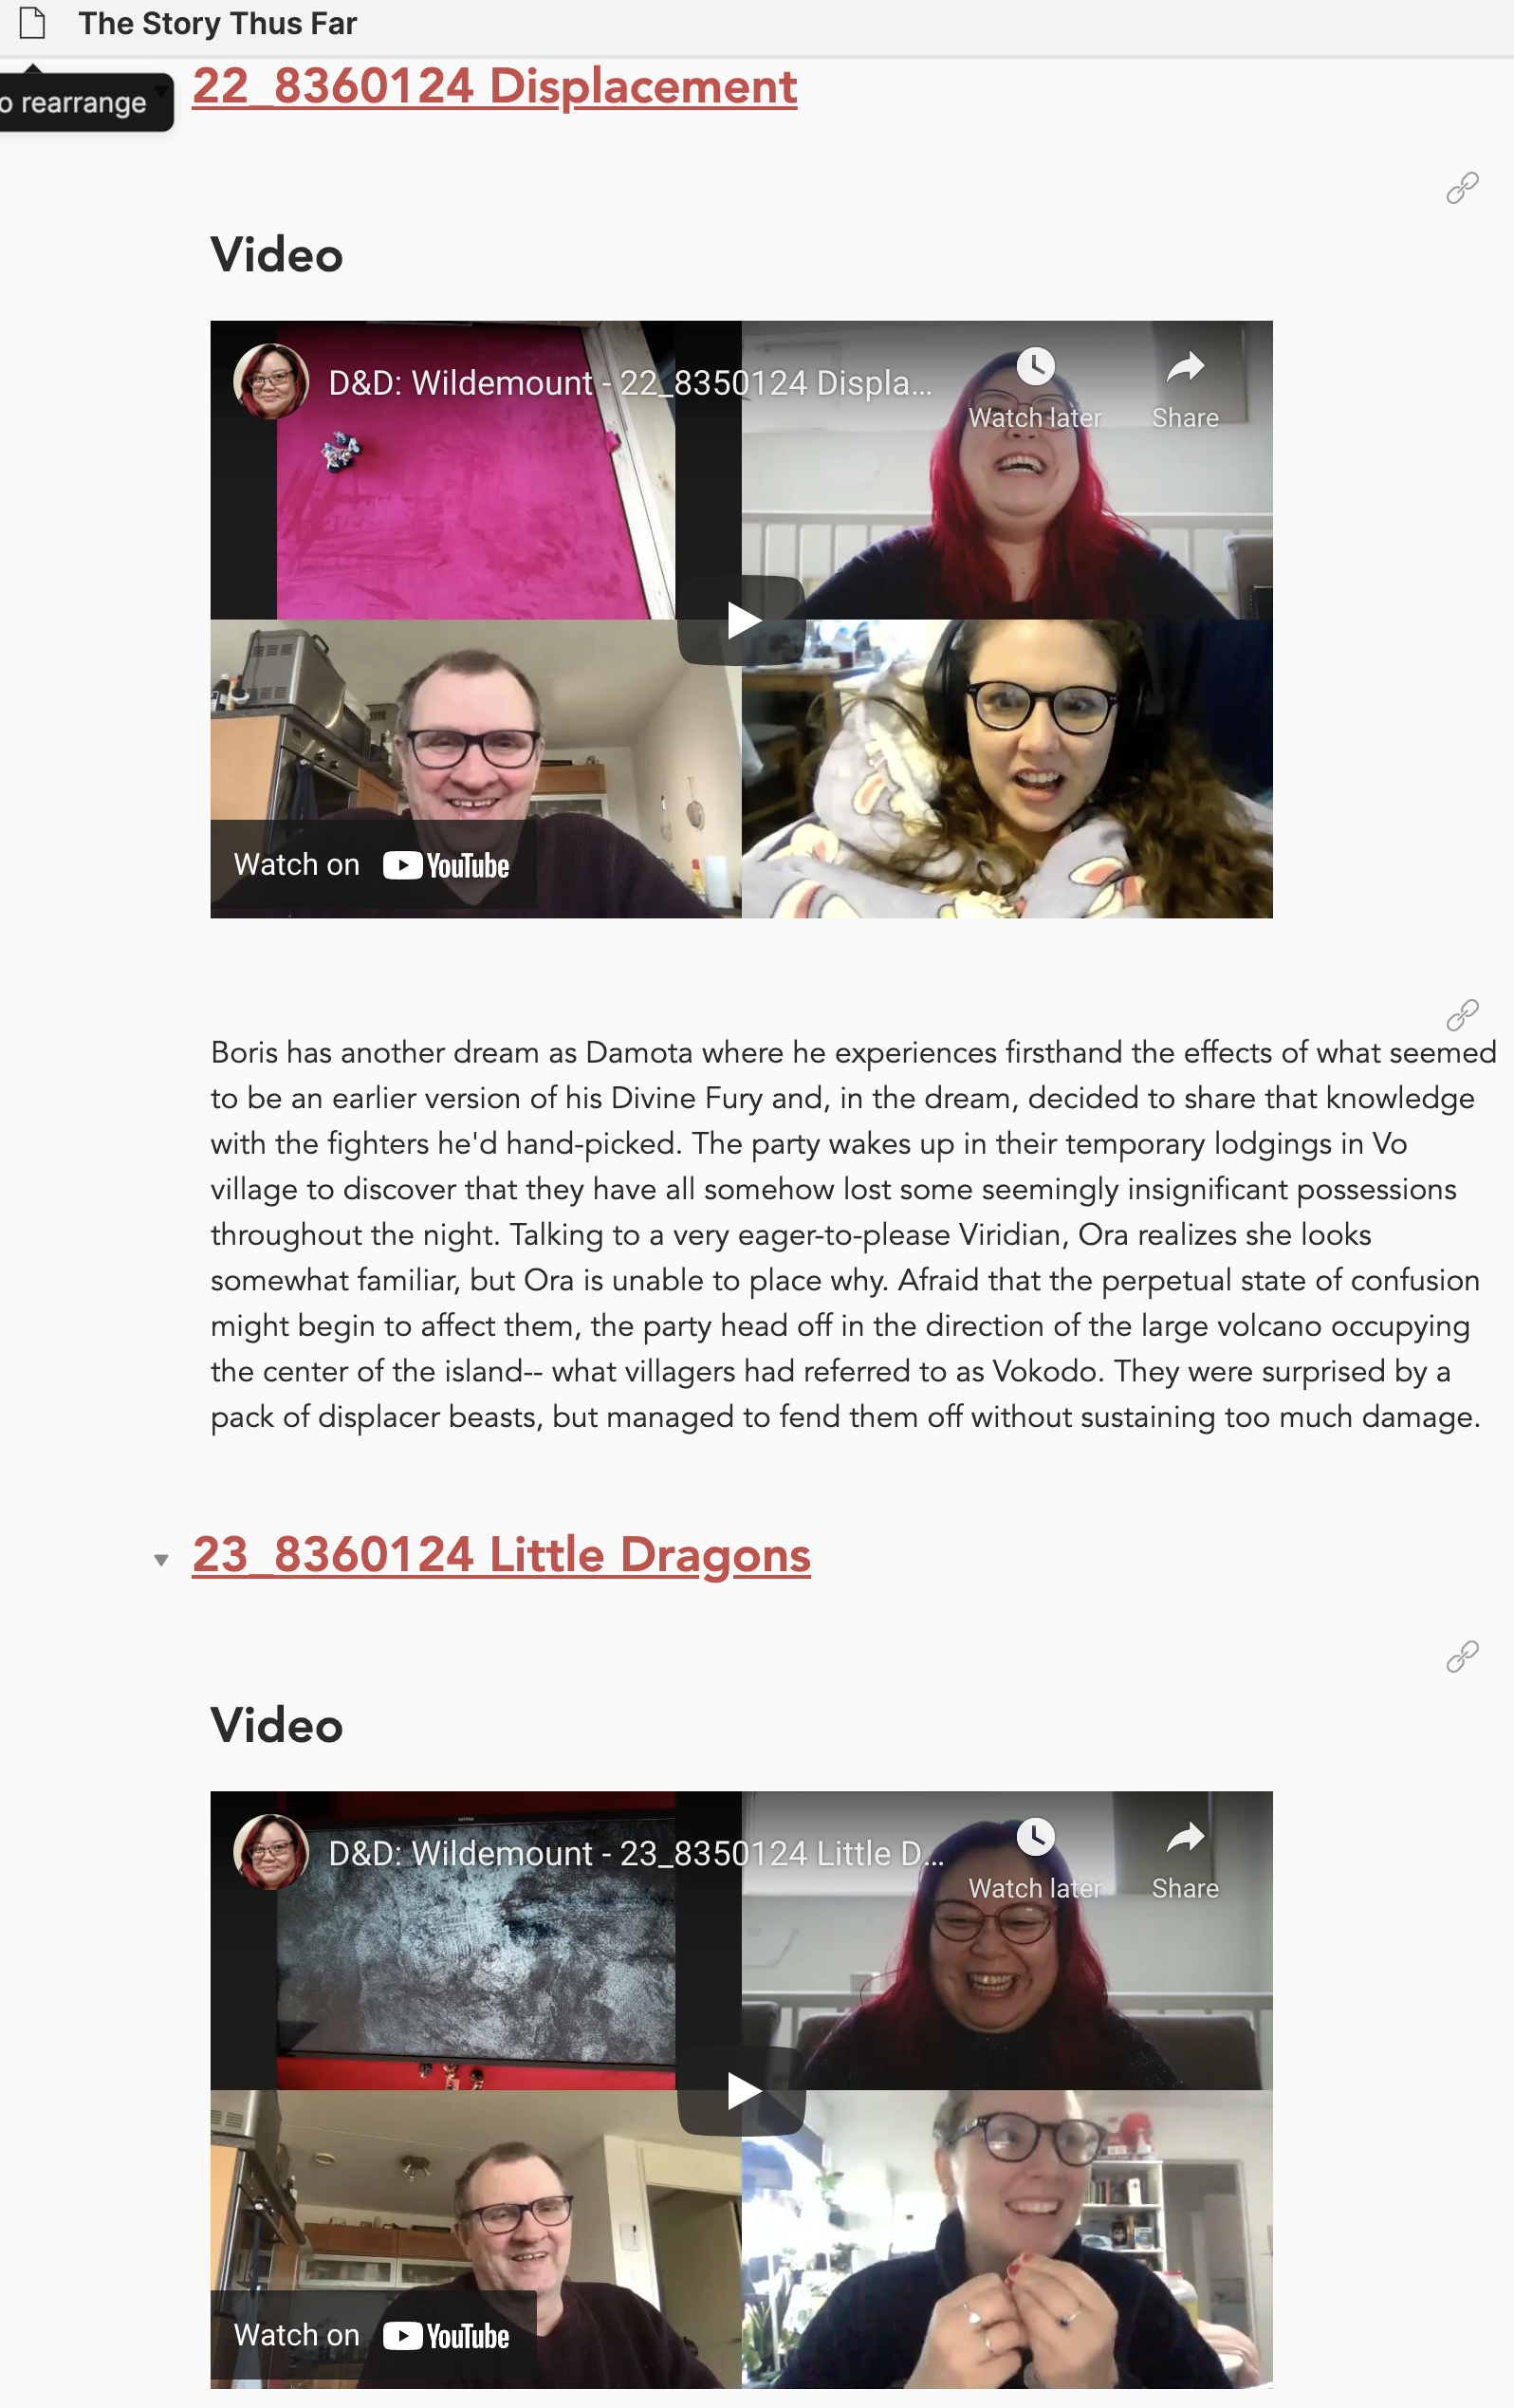 The Story Thus Far
o rearrange
22_8360124 Displacement
Video
D&D: Wildemount - 22_8350124 Displa...
Watch later
Share
Watch on YouTube
Boris has another dream as Damota where he experiences firsthand the effects of what seemed
to be an earlier version of his Divine Fury and, in the dream, decided to share that knowledge
with the fighters he'd hand-picked. The party wakes up in their temporary lodgings in Vo
village to discover that they have all somehow lost some seemingly insignificant possessions
throughout the night. Talking to a very eager-to-please Viridian, Ora realizes she looks
somewhat familiar, but Ora is unable to place why. Afraid that the perpetual state of confusion
might begin to affect them, the party head off in the direction of the large volcano occupying
the center of the island-- what villagers had referred to as Vokodo. They were surprised by a
pack of displacer beasts, but managed to fend them off without sustaining too much damage.
23_8360124 Little Dragons
Video
D&D: Wildemount - 23_8350124 Little D...
Watch later
Share
Watch on YouTube